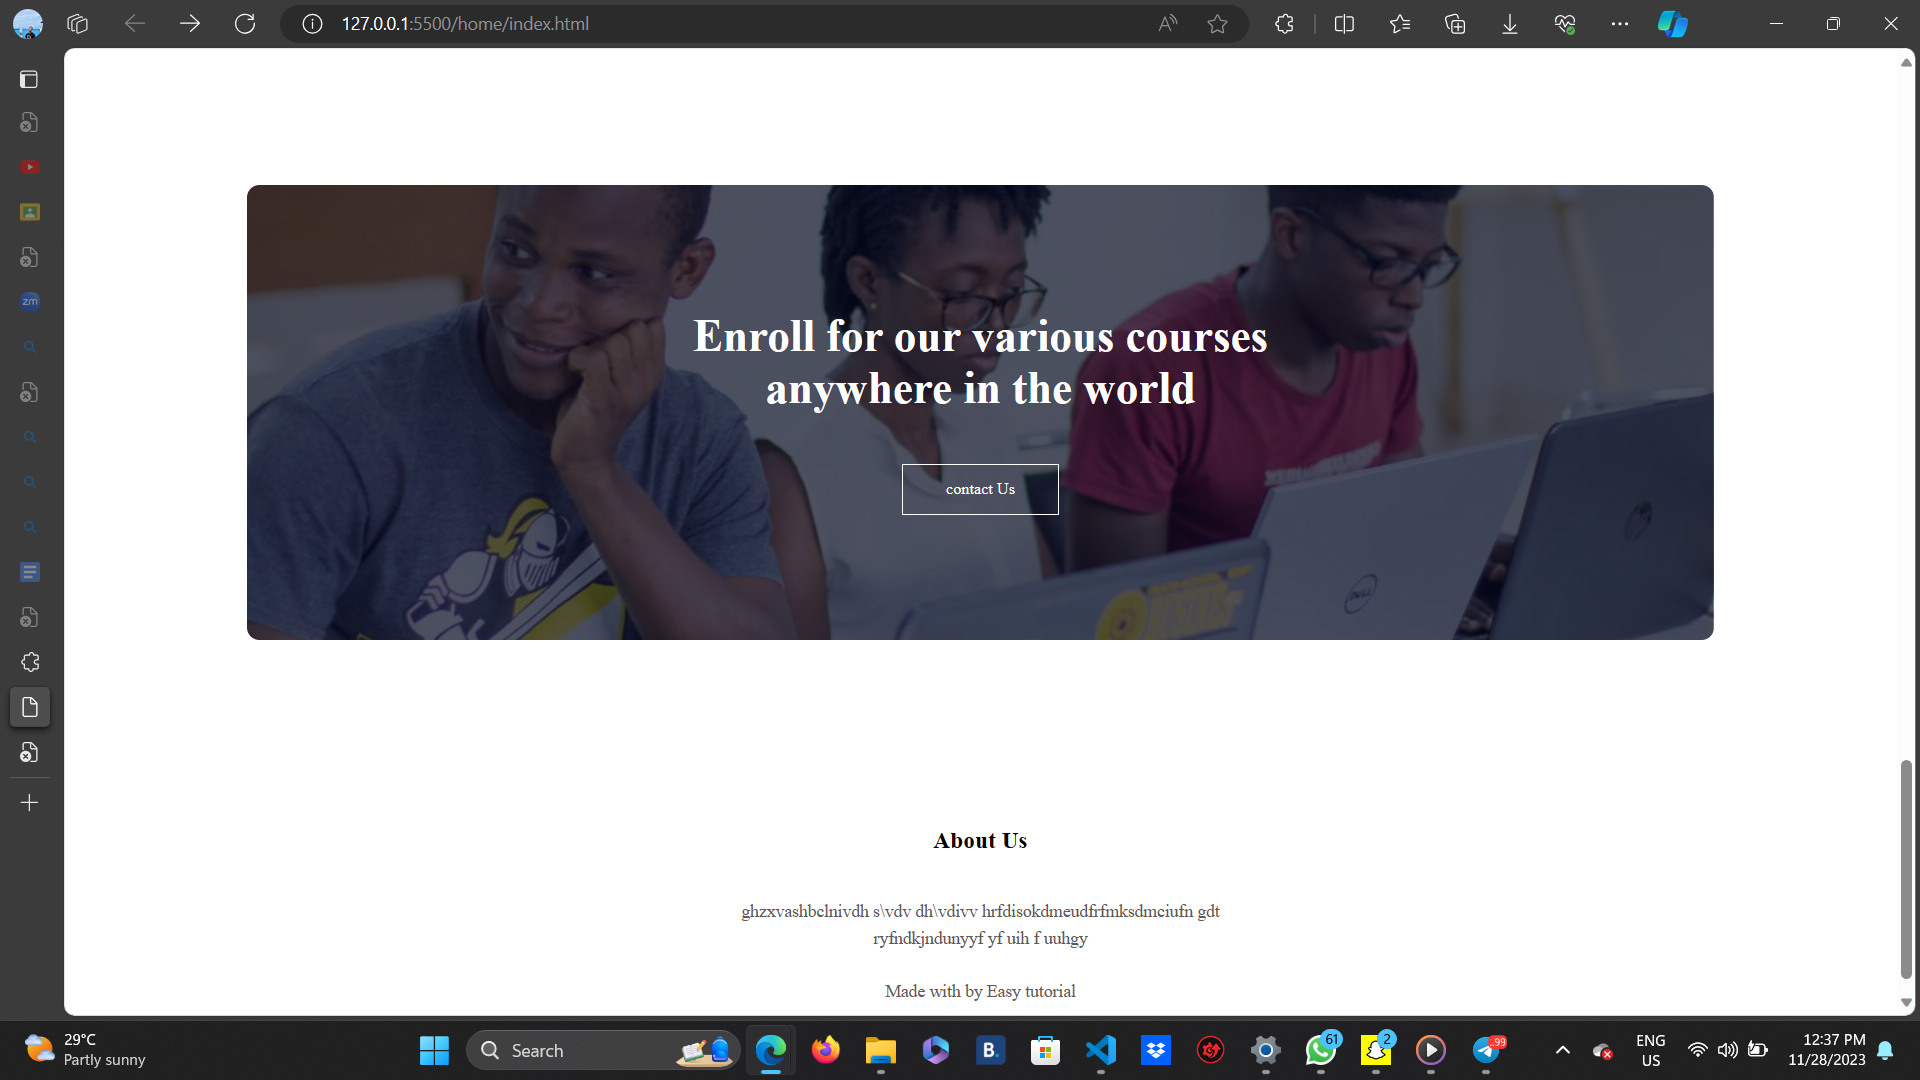 127.0.0.1:5500/home/index.html
zm
Enroll for our various courses
anywhere in the world
contact Us
DELL
About Us
ghzxvashbclnivdh s\vdv dh\vdivv hrfdisokdmeudfrfmksdmciufn gdt
ryfndkjndunyyf yf uih f uuhgy
Made with by Easy tutorial
29°C
Partly sunny
Search
B.
61
2
99
ENG
US
12:37 PM
11/28/2023